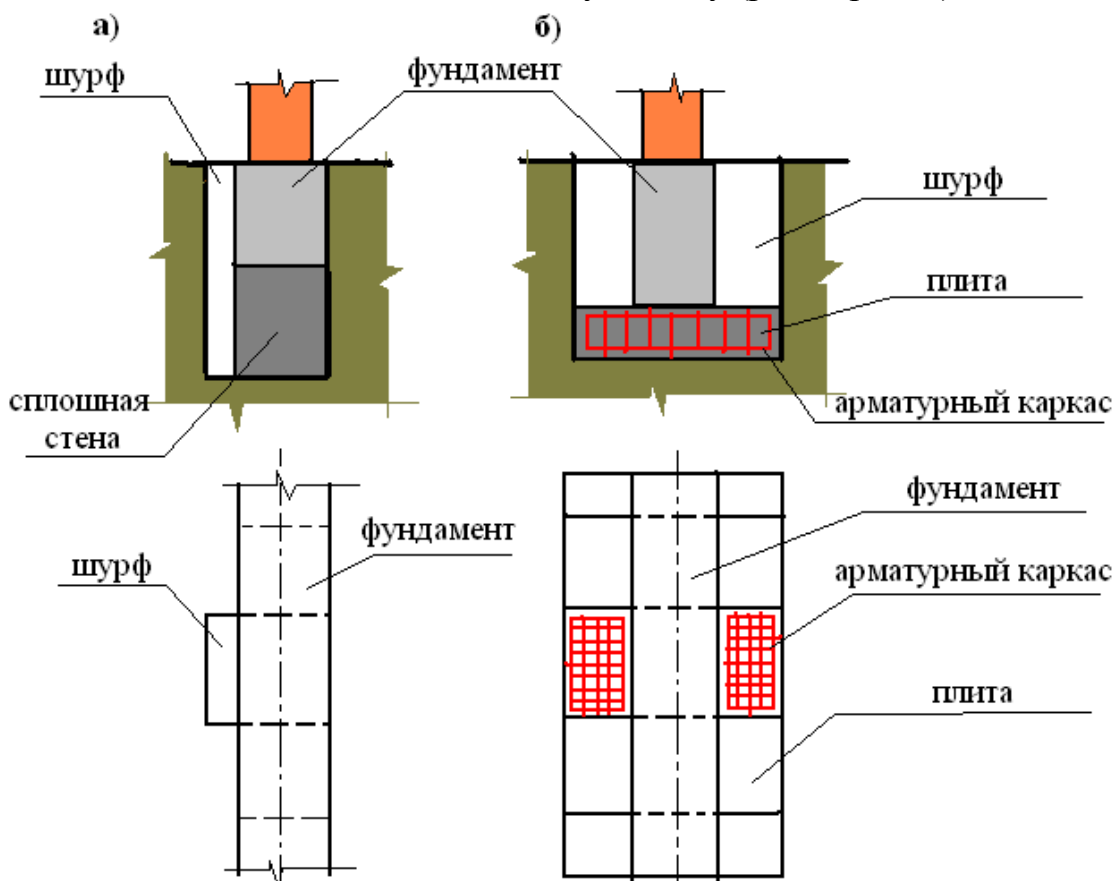 а)
б)
шурф
фундамент
шурф
плита
арматурный каркас
сплошная
стена
фундамент
шурф
фундамент
арматурный каркас
плита